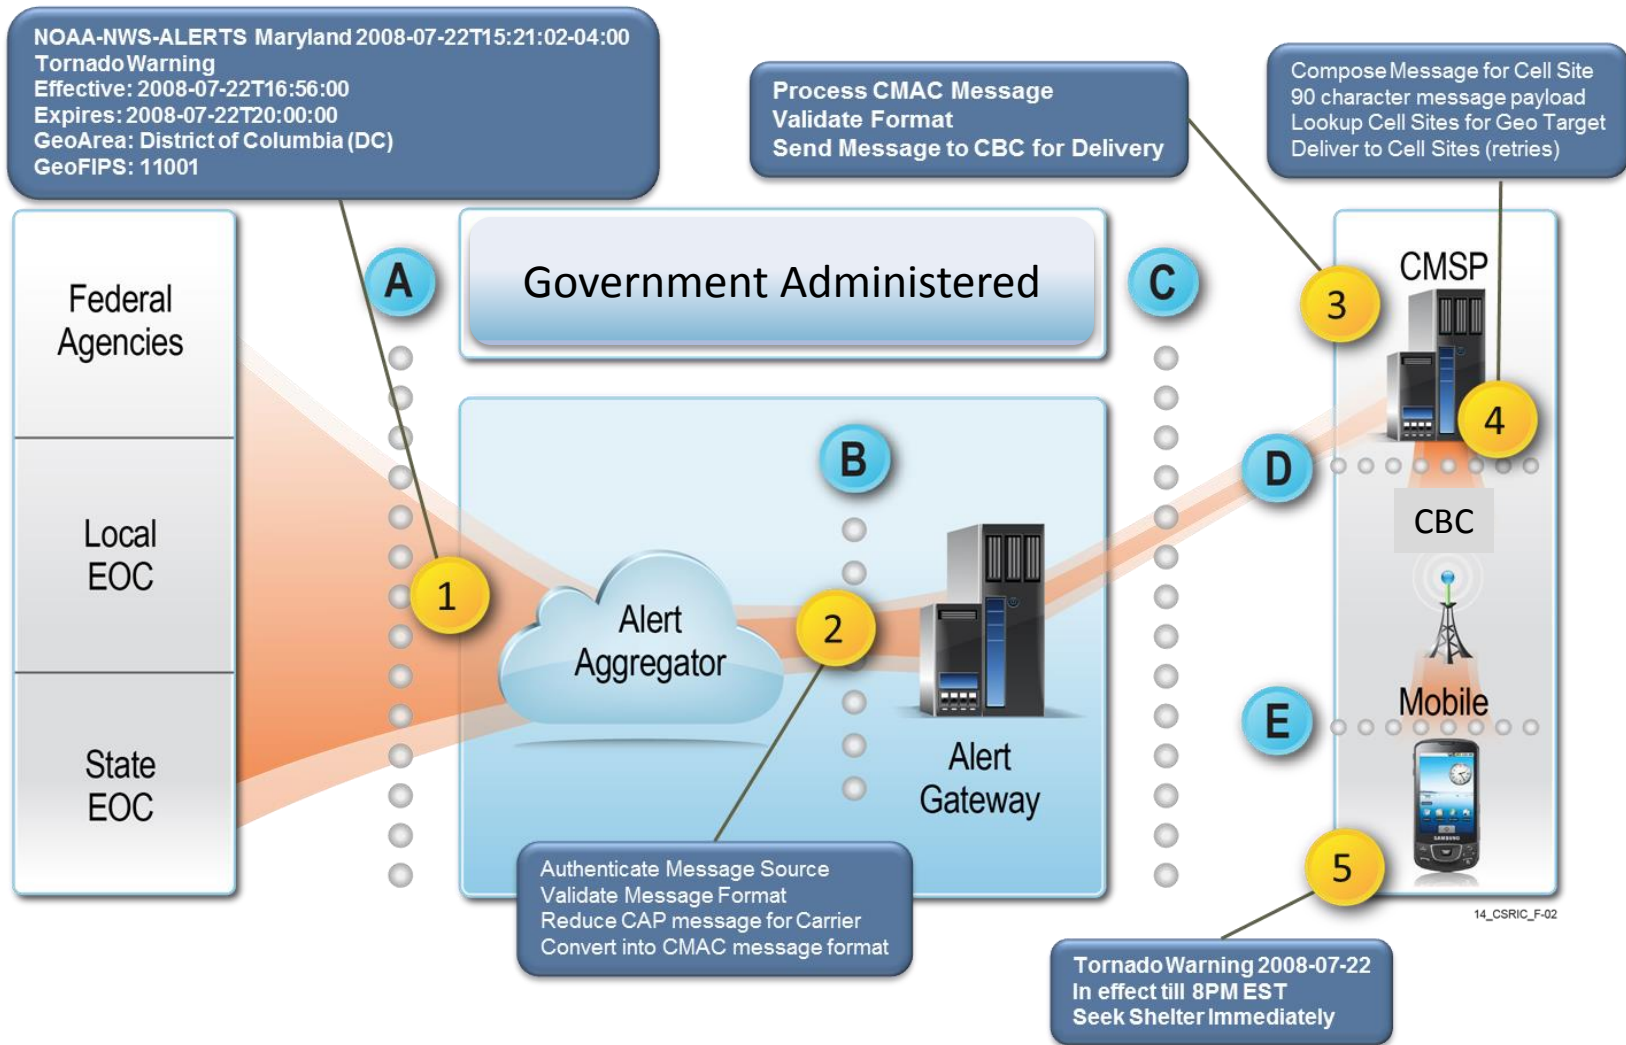 NOAA-NWS-ALERTS Maryland 2008-07-22T15:21:02-04:00
Tornado Warning
Effective: 2008-07-22T16:56:00
Expires: 2008-07-22T20:00:00
GeoArea: District of Columbia (DC)
GeoFIPS: 11001
Process CMAC Message
Validate Format
Send Message to CBC for Delivery
Compose Message for Cell Site
90 character message payload
Lookup Cell Sites for Geo Target
Deliver to Cell Sites (retries)
Federal
Agencies
Local
EOC
State
EOC
A
Government Administered
C
3
CMSP
4
B
D
CBC
1
Alert
Aggregator
2
Alert
Gateway
E
Mobile
SAMSUNG
5
14_CSRIC_F-02
Authenticate Message Source
Validate Message Format
Reduce CAP message for Carrier
Convert into CMAC message format
Tornado Warning 2008-07-22
In effect till 8PM EST
Seek Shelter Immediately